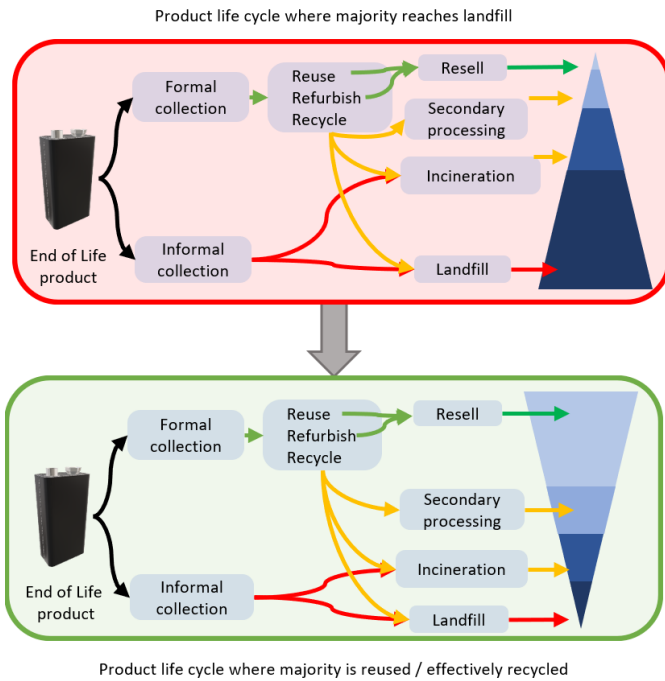 Product life cycle where majority reaches landfill
Formal
collection
Reuse
Refurbish
Recycle
Resell
Secondary
processing
Incineration
End of Life
product
Informal
collection
Landfill
Formal
collection
Reuse
Refurbish
Recycle
Resell
Secondary
processing
Incineration
End of Life
product
Informal
collection
Landfill
Product life cycle where majority is reused / effectively recycled